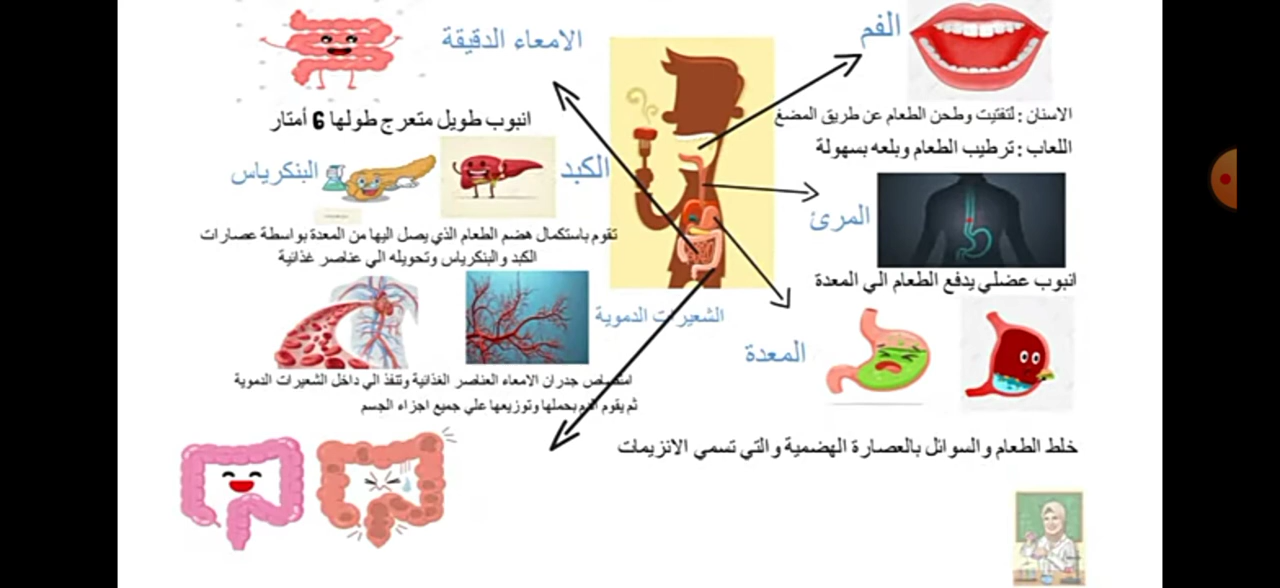 الفم
الاسنان : لتفتيت وطحن الطعام عن طريق المضغ
اللعاب : ترطيب الطعام وبلعه بسهولة
المرئ
انبوب عضلي يدفع الطعام الي المعدة
المعدة
خلط الطعام والسوائل بالعصارة الهضمية والتي تسمي الانزيمات
الامعاء الدقيقة
انبوب طويل متعرج طولها 6 أمتار
الكبد
البنكرياس
تقوم باستكمال هضم الطعام الذي يصل اليها من المعدة بواسطة عصارات
الكبد والبنكرياس وتحويله الي عناصر غذائية
الشعيرات الدموية
امتصاص جدران الامعاء العناصر الغذائية وتنفذ الي داخل الشعيرات الدموية
ثم يقوم الدم بحملها وتوزيعها علي جميع اجزاء الجسم